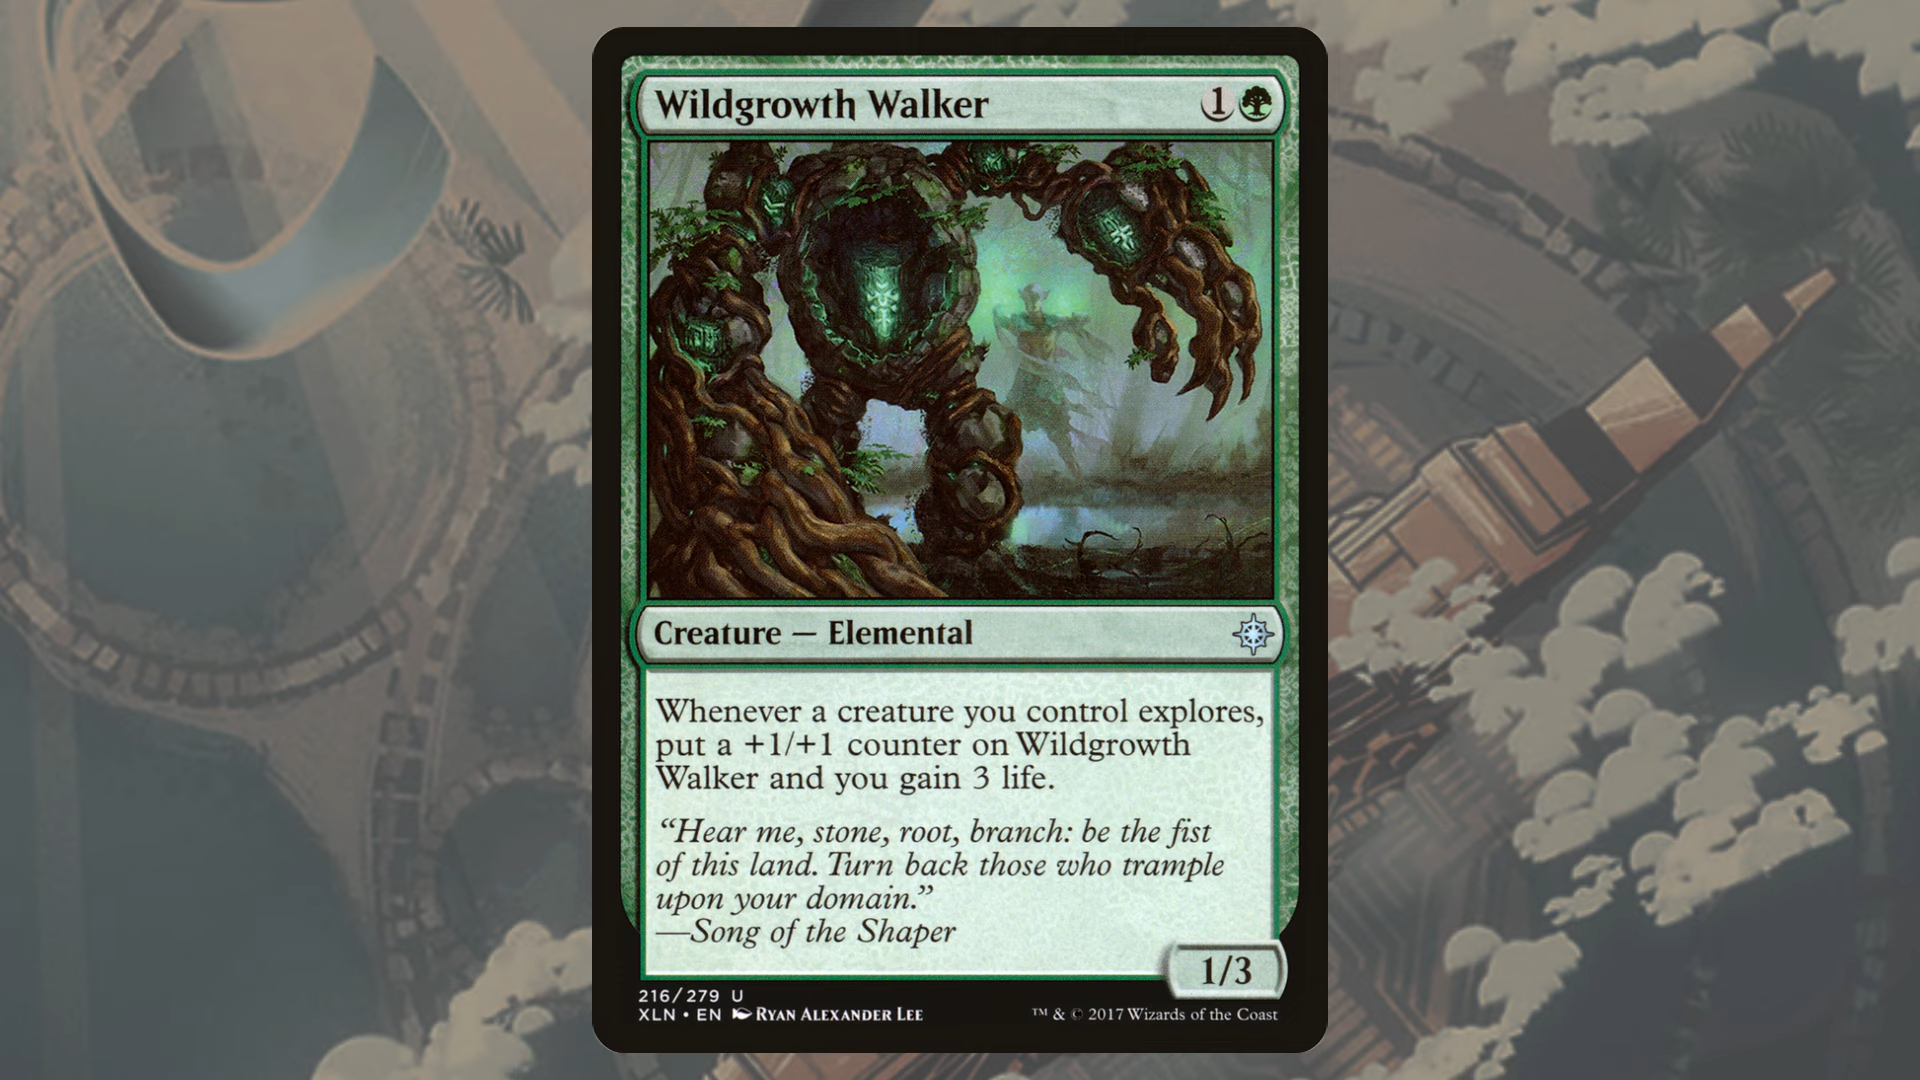 Wildgrowth Walker 1
Creature — Elemental
Whenever a creature you control explores,
put a +1/+1 counter on Wildgrowth
Walker and you gain 3 life.
“Hear me, stone, root, branch: be the fist
of this land. Turn back those who trample
upon your domain.”
—Song of the Shaper
1/3
216/279 U
XLN • EN Ryan Alexander Lee
™ & © 2017 Wizards of the Coast